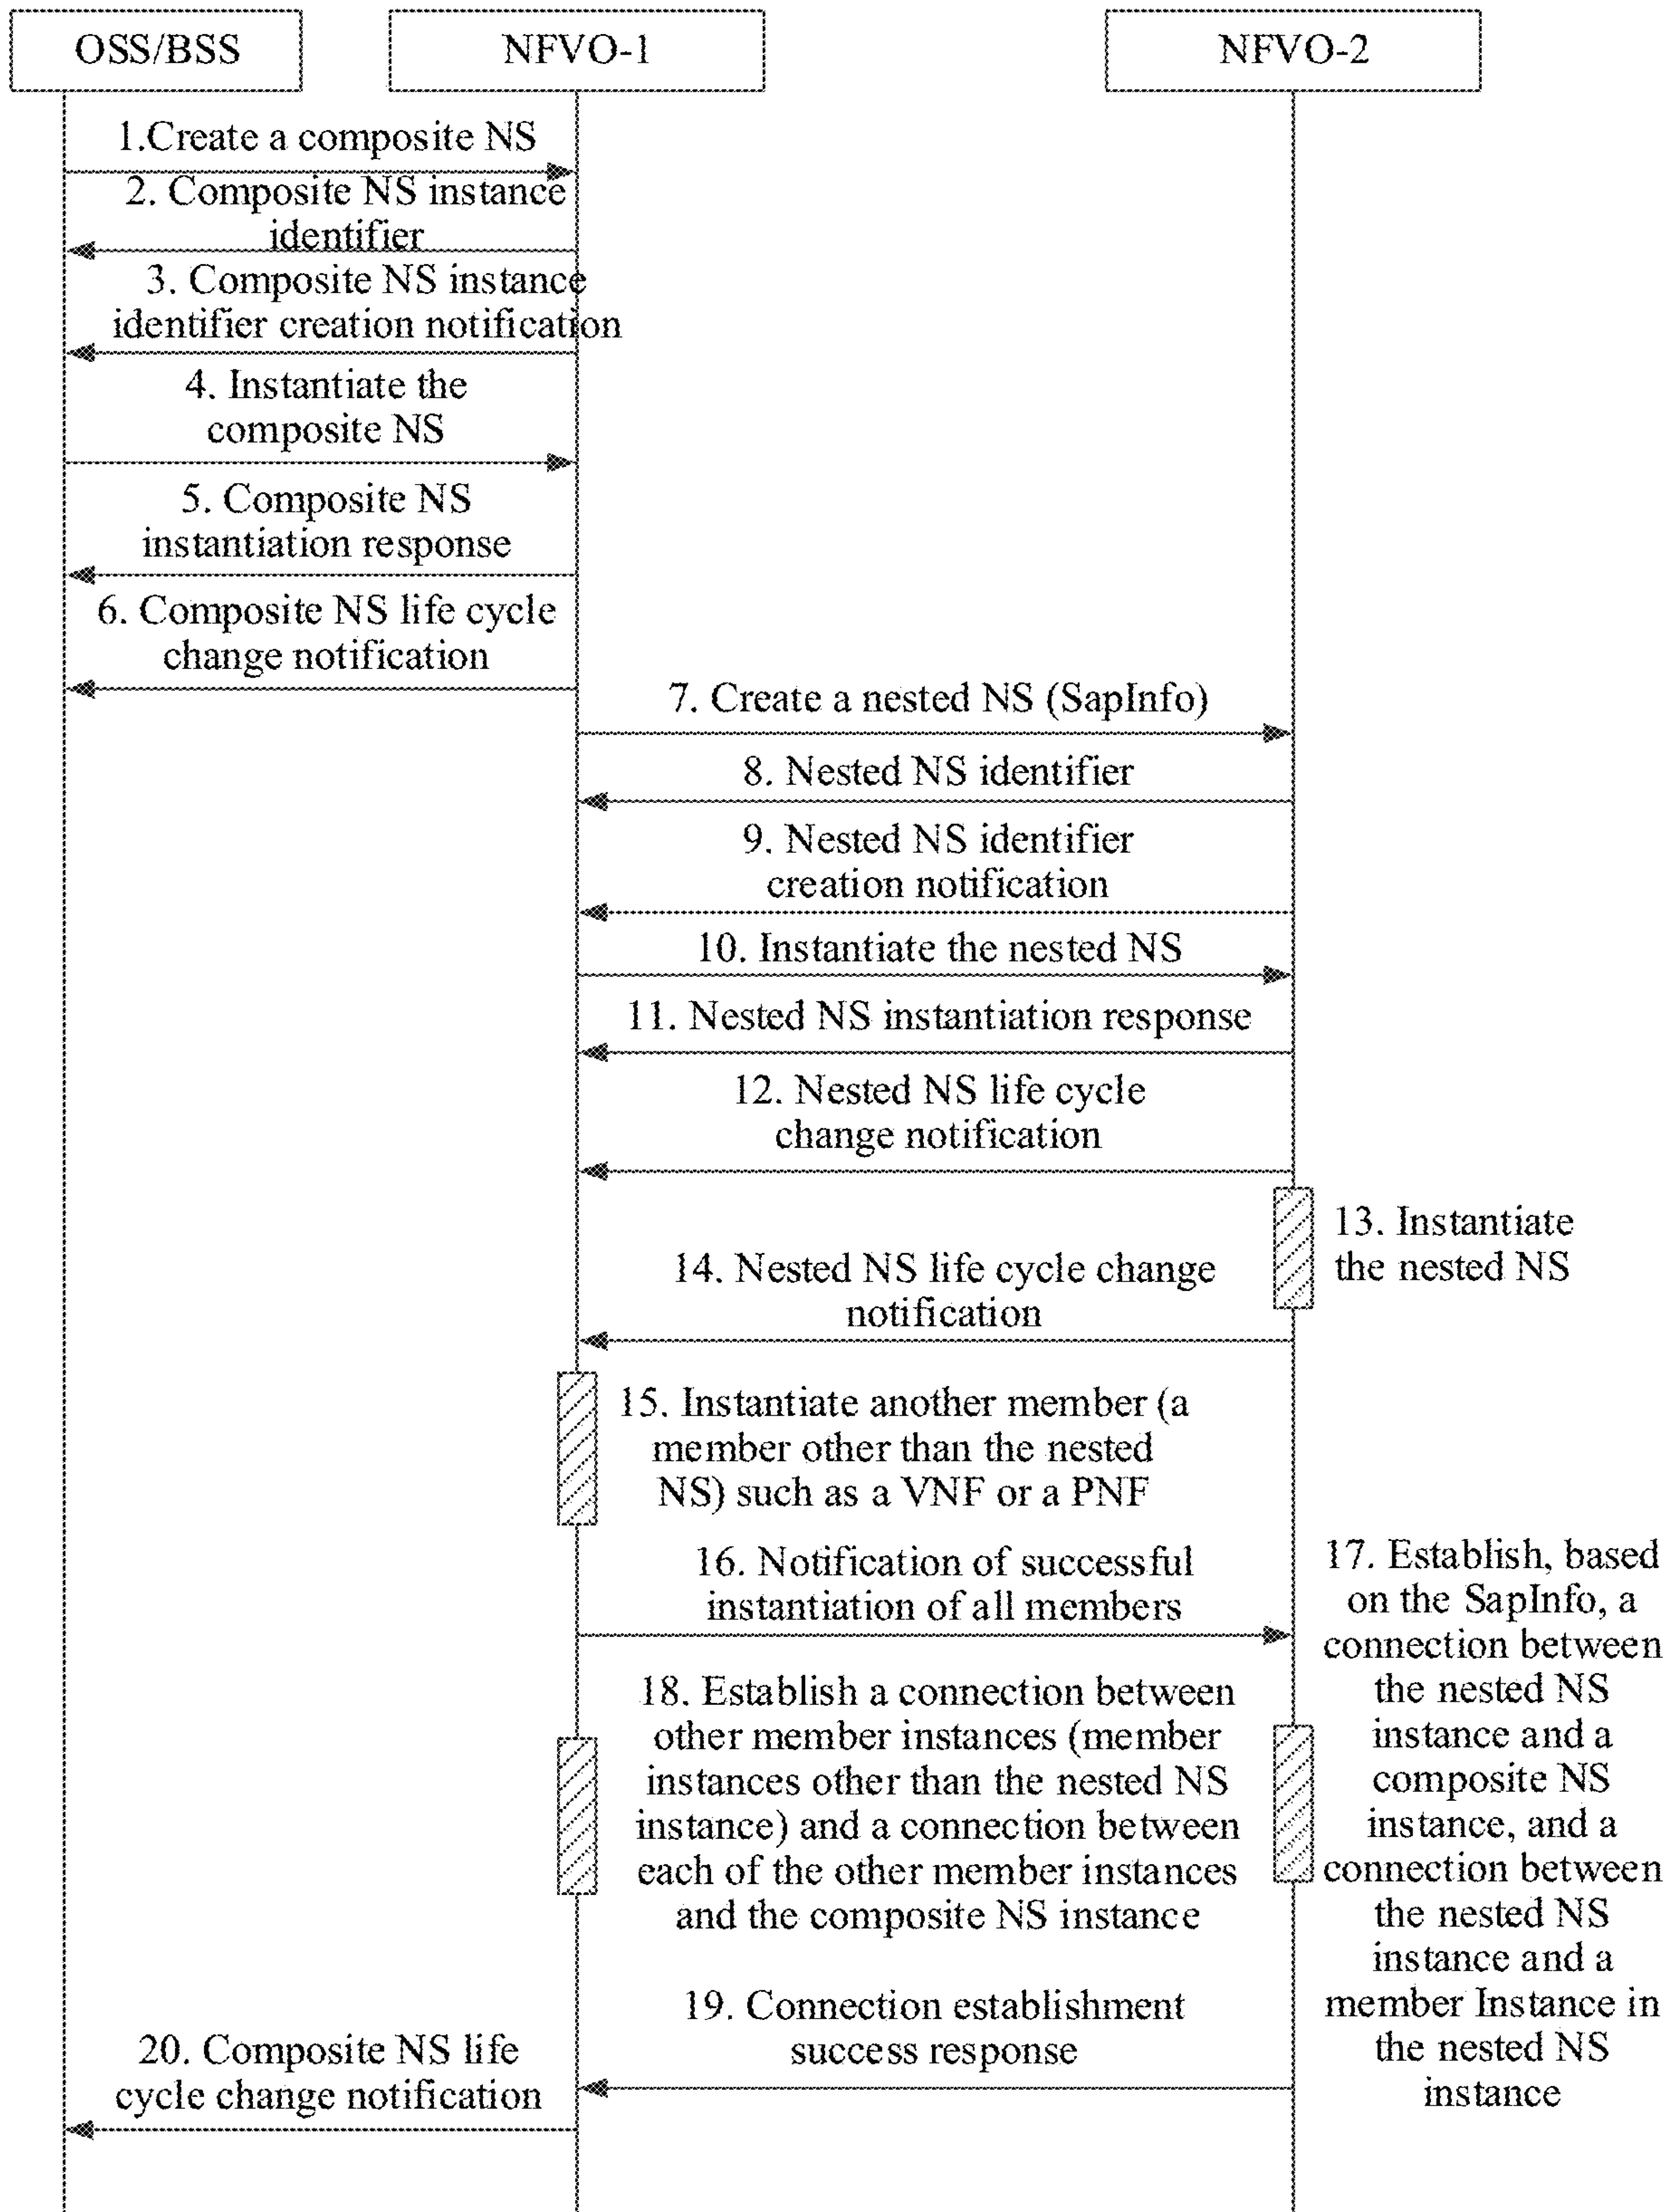 OSS/BSS
NFVO-1
NFVO-2
1.Create a composite NS
2. Composite NS instance
identifier
3. Composite NS instance
identifier creation notification
4. Instantiate the
composite NS
5. Composite NS
instantiation response
6. Composite NS life cycle
change notification
7. Create a nested NS (SapInfo)
8. Nested NS identifier
9. Nested NS identifier
creation notification
10. Instantiate the nested NS
11. Nested NS instantiation response
12. Nested NS life cycle
change notification
13. Instantiate
the nested NS
14. Nested NS life cycle change
notification
15. Instantiate another member (a
member other than the nested
NS) such as a VNF or a PNF
16. Notification of successful
instantiation of all members
17. Establish, based
on the SapInfo, a
connection between
the nested NS
instance and a
composite NS
instance, and a
connection between
the nested NS
instance and a
member Instance in
the nested NS
instance
18. Establish a connection between
other member instances (member
instances other than the nested NS
instance) and a connection between
each of the other member instances
and the composite NS instance
19. Connection establishment
success response
20. Composite NS life
cycle change notification